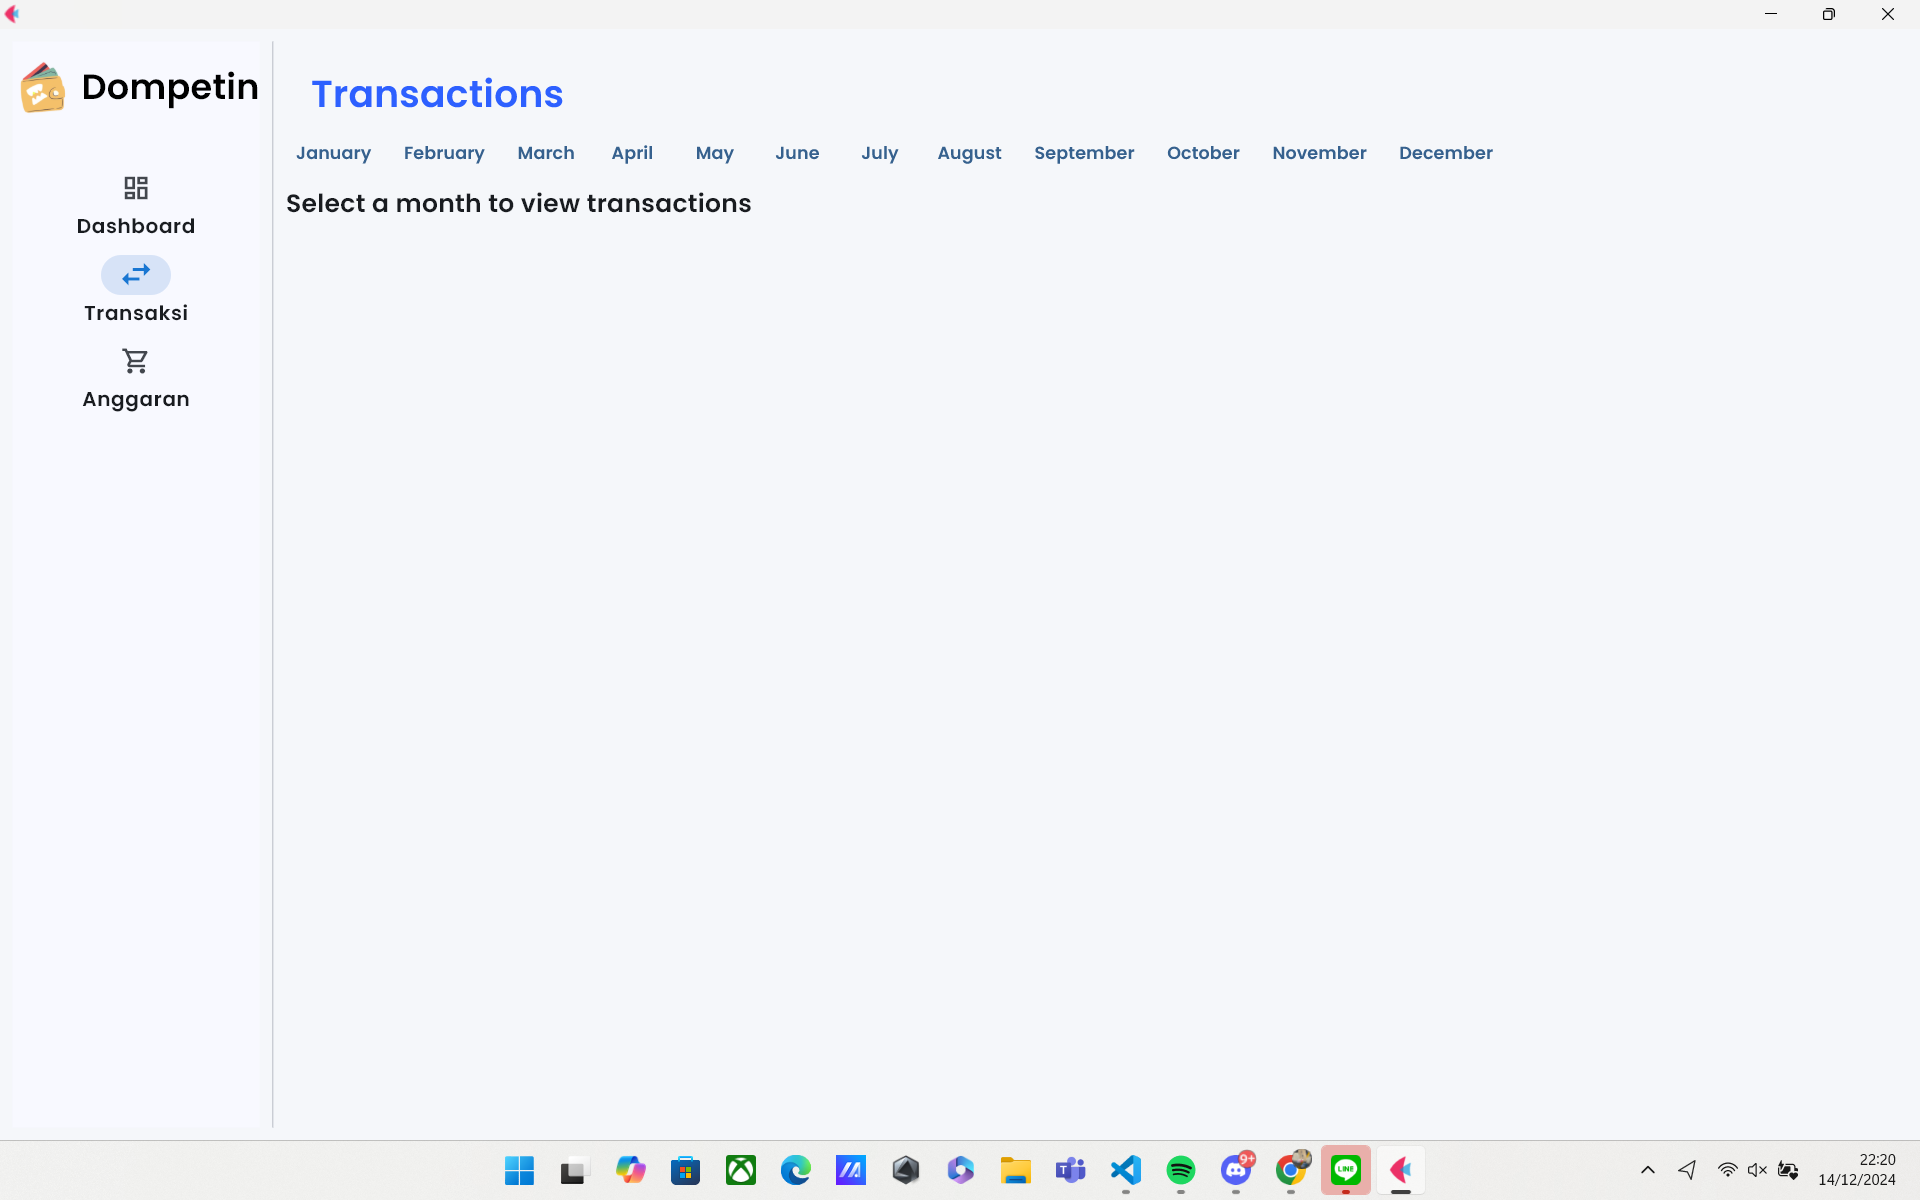 Dompetin
Transactions
January February March April May June July August September October November December
Select a month to view transactions
Dashboard
Transaksi
Anggaran
9+
LINE
22:20
14/12/2024